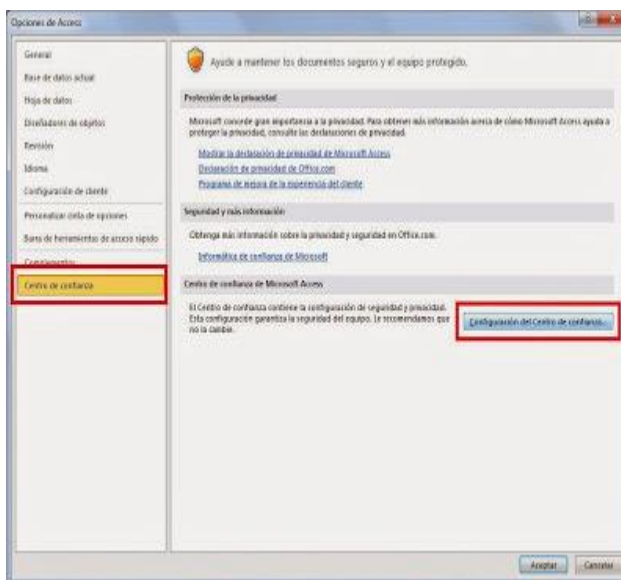 Opciones de Access
General
Base de datos actual
Hoja de datos
Diseñadores de objetos
Revisión
Idioma
Configuración de cliente
Personalizar cinta de opciones
Barra de herramientas de acceso rápido
Complementos
Centro de confianza
Ayude a mantener los documentos seguros y el equipo protegido.
Protección de la privacidad
Microsoft concede gran importancia a la privacidad. Para obtener más información acerca de cómo Microsoft Access ayuda a
proteger la privacidad, consulte las declaraciones de privacidad.
Mostrar la declaración de privacidad de Microsoft Access
Declaración de privacidad de Office.com
Programa de mejora de la experiencia del cliente
Seguridad y más información
Obtenga más información sobre la privacidad y seguridad en Office.com.
Informática de confianza de Microsoft
Centro de confianza de Microsoft Access
El Centro de confianza contiene la configuración de seguridad y privacidad.
Esta configuración garantiza la seguridad del equipo. Le recomendamos que
no la cambie.
Configuración del Centro de confianza...
Aceptar
Cancelar